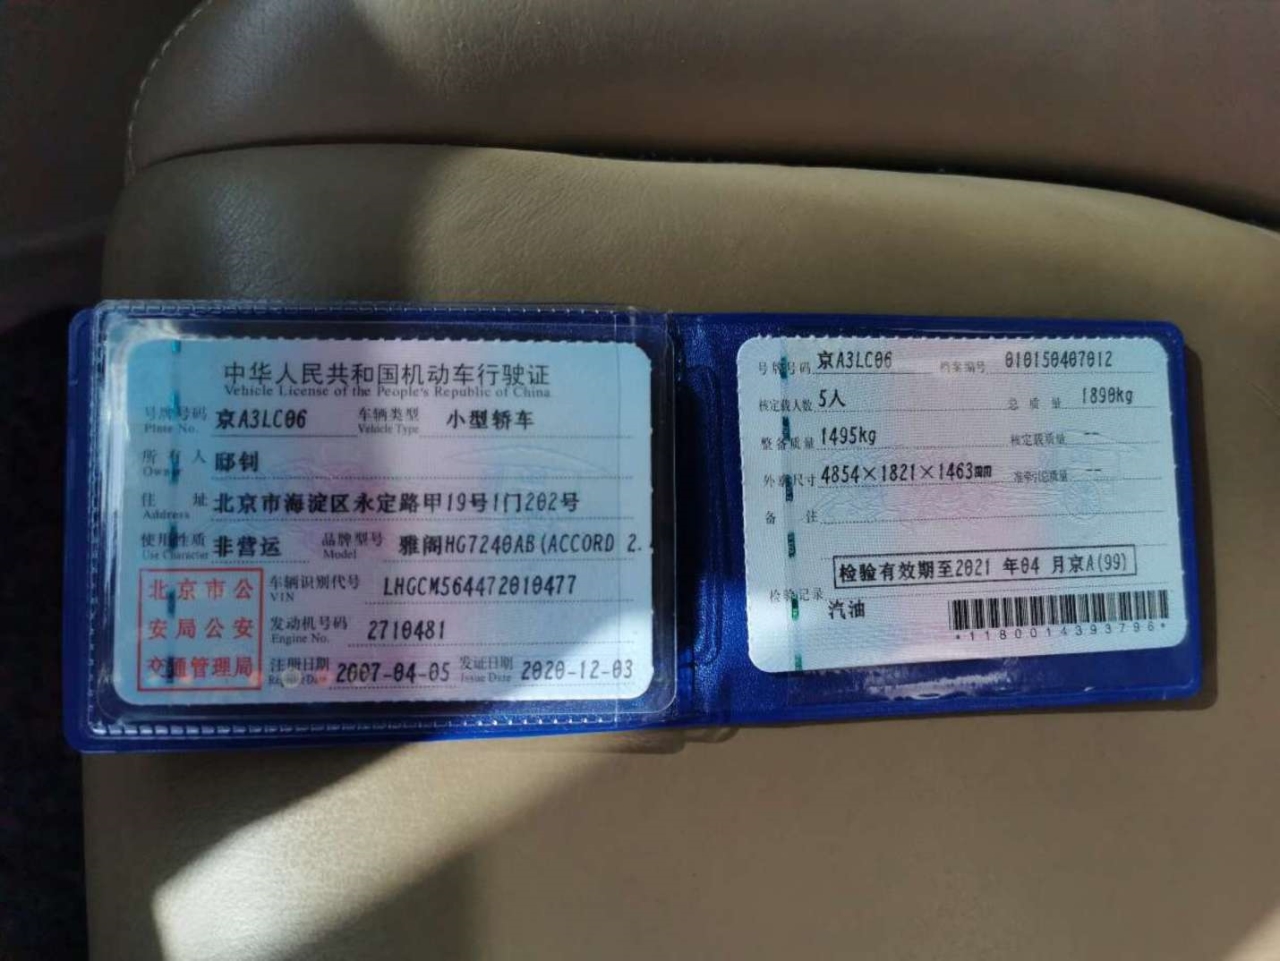 中华人民共和国机动车行驶证
Vehicle License of the People's Republic of China
号牌号码 京A3LC06 车辆类型 小型轿车
Plate No. Vehicle Type
所有人 邸钊
Owner
住址 北京市海淀区永定路甲19号1门202号
Address
使用性质 非营运 品牌型号 雅阁HG7240AB(ACCORD 2.
Use Character Model
北京市公安局公安交通管理局
车辆识别代号 LHGCM564472010477
VIN
发动机号码 2710481
Engine No.
注册日期 2007-04-05 发证日期 2020-12-03
Register Date Issue Date
号牌号码 京A3LC06 档案编号 010150407012
核定载人数 5人 总质量 1890kg
整备质量 1495kg 核定载质量 --
外廓尺寸 4854×1821×1463mm 准牵引总质量 --
备注
检验有效期至2021 年04 月京A(99)
检验记录
汽油
*1180014393796*